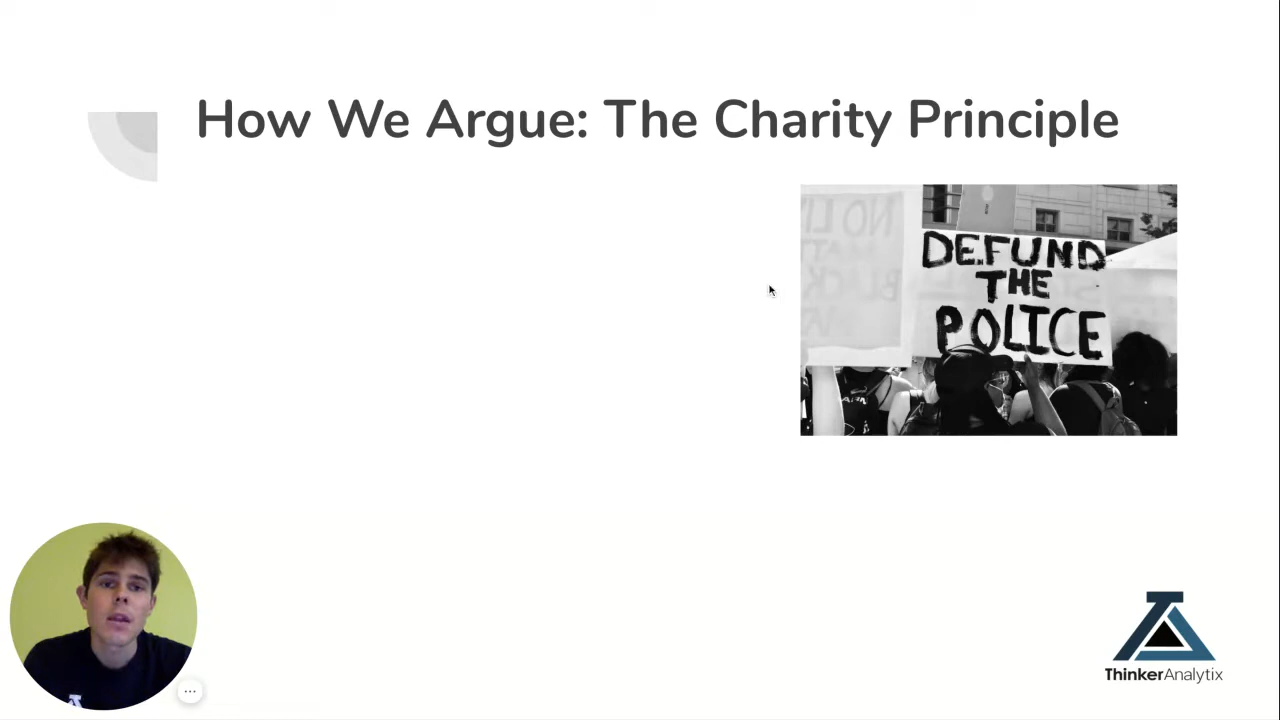 How We Argue: The Charity Principle
DEFUND
THE
POLICE
ThinkerAnalytix